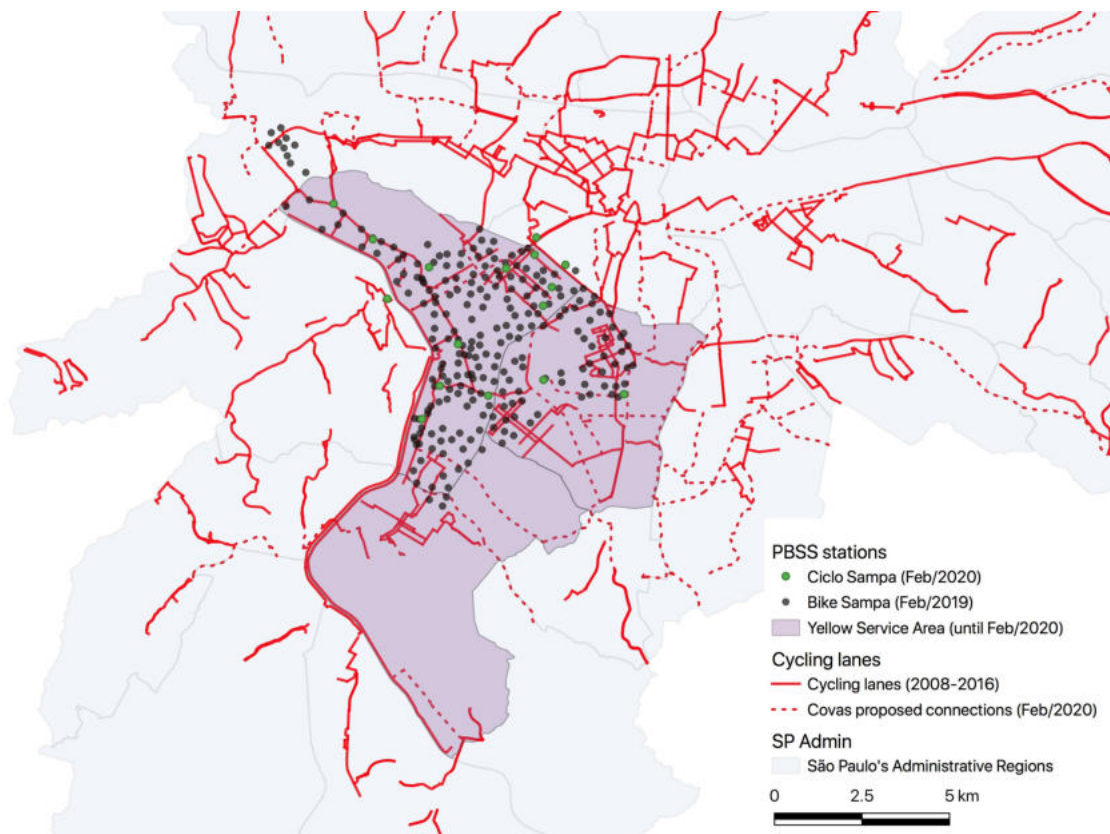 PBSS stations
Ciclo Sampa (Feb/2020)
Bike Sampa (Feb/2019)
Yellow Service Area (until Feb/2020)
Cycling lanes
Cycling lanes (2008-2016)
Covas proposed connections (Feb/2020)
SP Admin
São Paulo's Administrative Regions
0 2.5 5 km